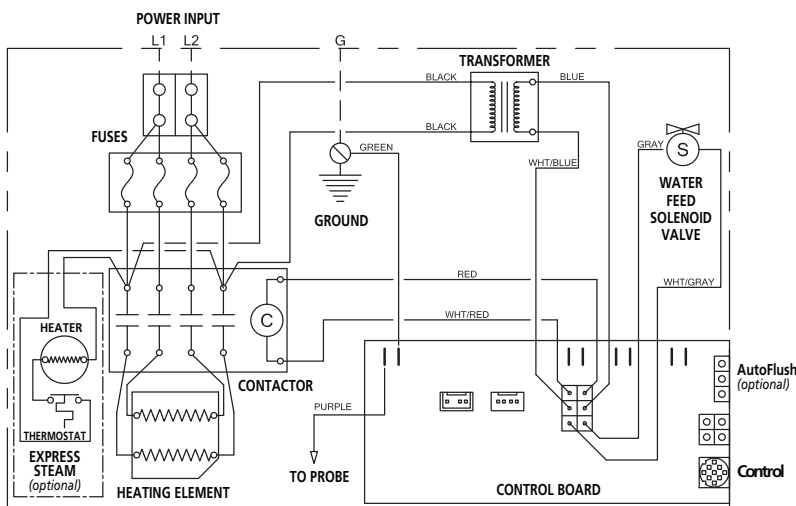 POWER INPUT
L1 L2 G
TRANSFORMER
BLACK
BLUE
FUSES
BLACK
GREEN
GRAY
S
WHT/BLUE
WATER
FEED
SOLENOID
VALVE
GROUND
RED
WHT/GRAY
HEATER
C
WHT/RED
CONTACTOR
AutoFlush
(optional)
PURPLE
THERMOSTAT
EXPRESS
STEAM
(optional)
HEATING ELEMENT
TO PROBE
CONTROL BOARD
Control